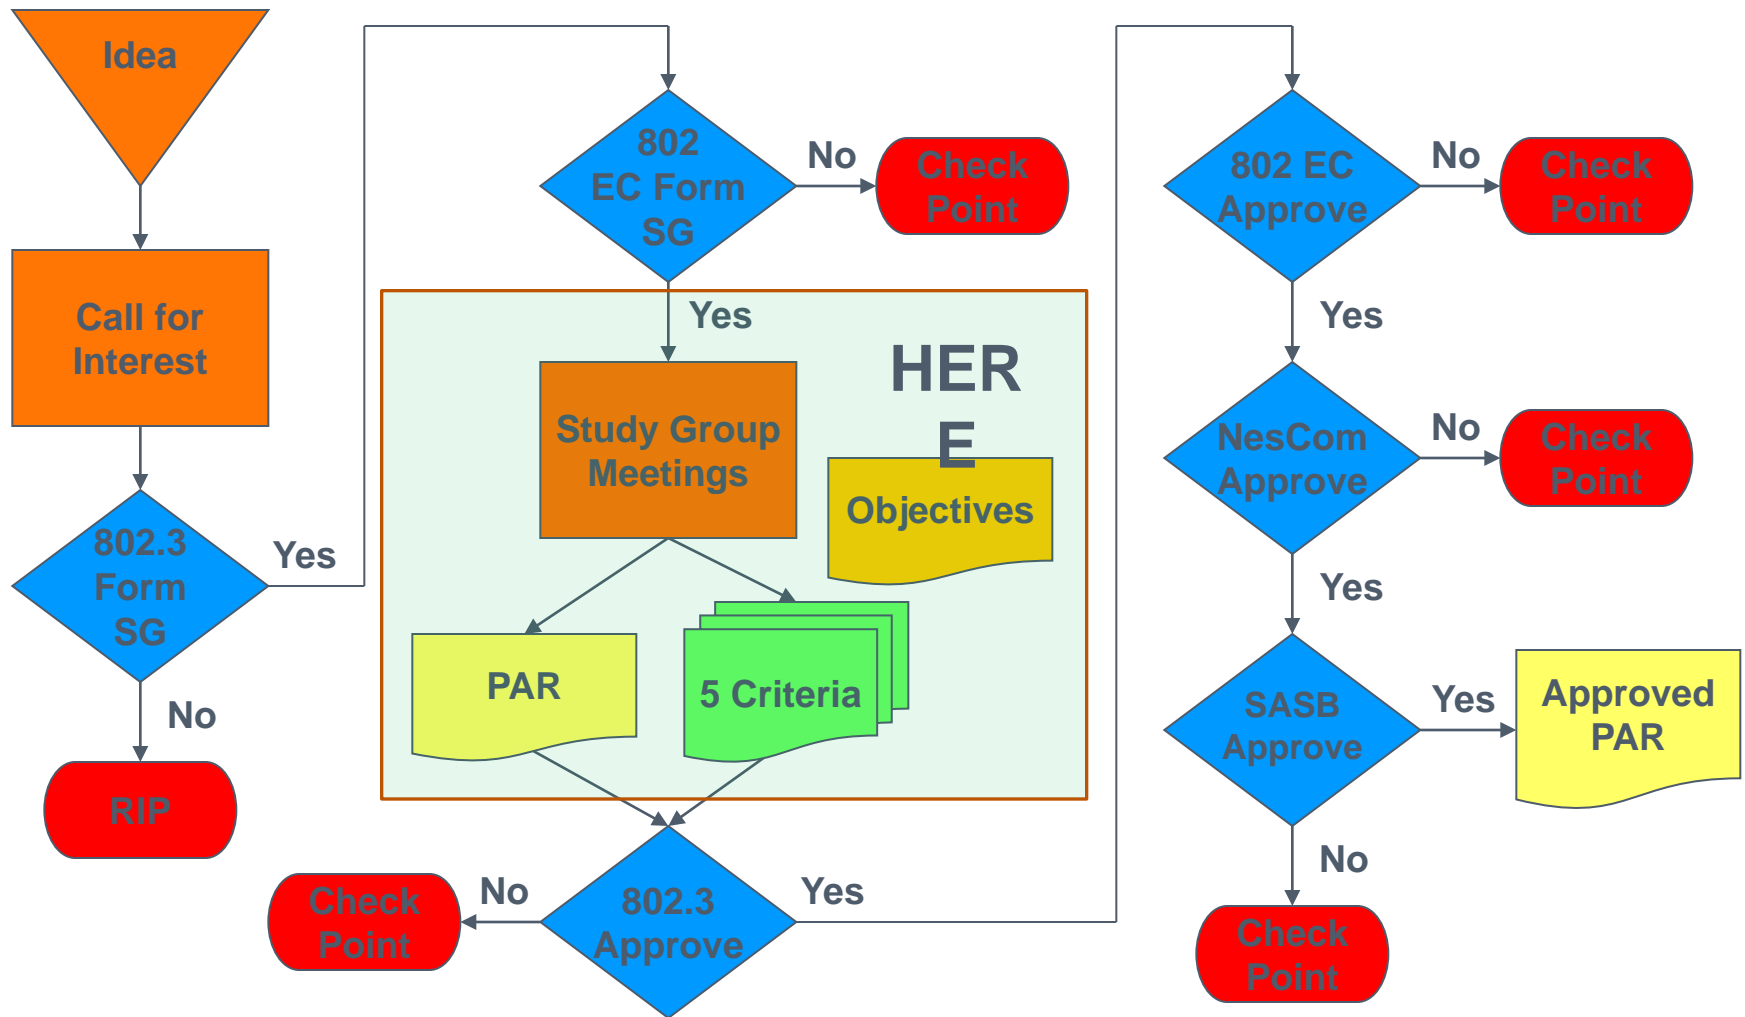 Idea
Call for
Interest
802.3
Form
SG
Yes
No
RIP
802
EC Form
SG
No
Check
Point
Yes
HER
E
Study Group
Meetings
Objectives
PAR
5 Criteria
802.3
Approve
No
Check
Point
Yes
802 EC
Approve
No
Check
Point
Yes
NesCom
Approve
No
Check
Point
Yes
SASB
Approve
Yes
Approved
PAR
No
Check
Point